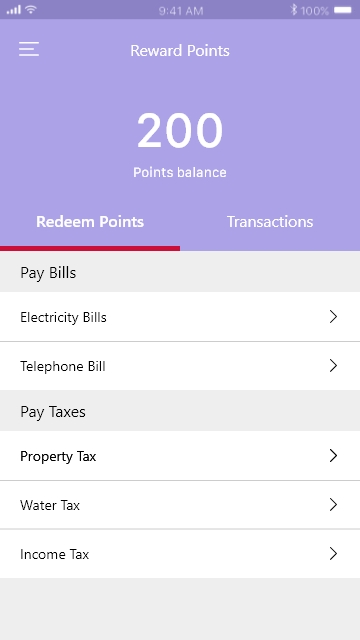 9:41 AM 100%
Reward Points
200
Points balance
Redeem Points Transactions
Pay Bills
Electricity Bills
Telephone Bill
Pay Taxes
Property Tax
Water Tax
Income Tax